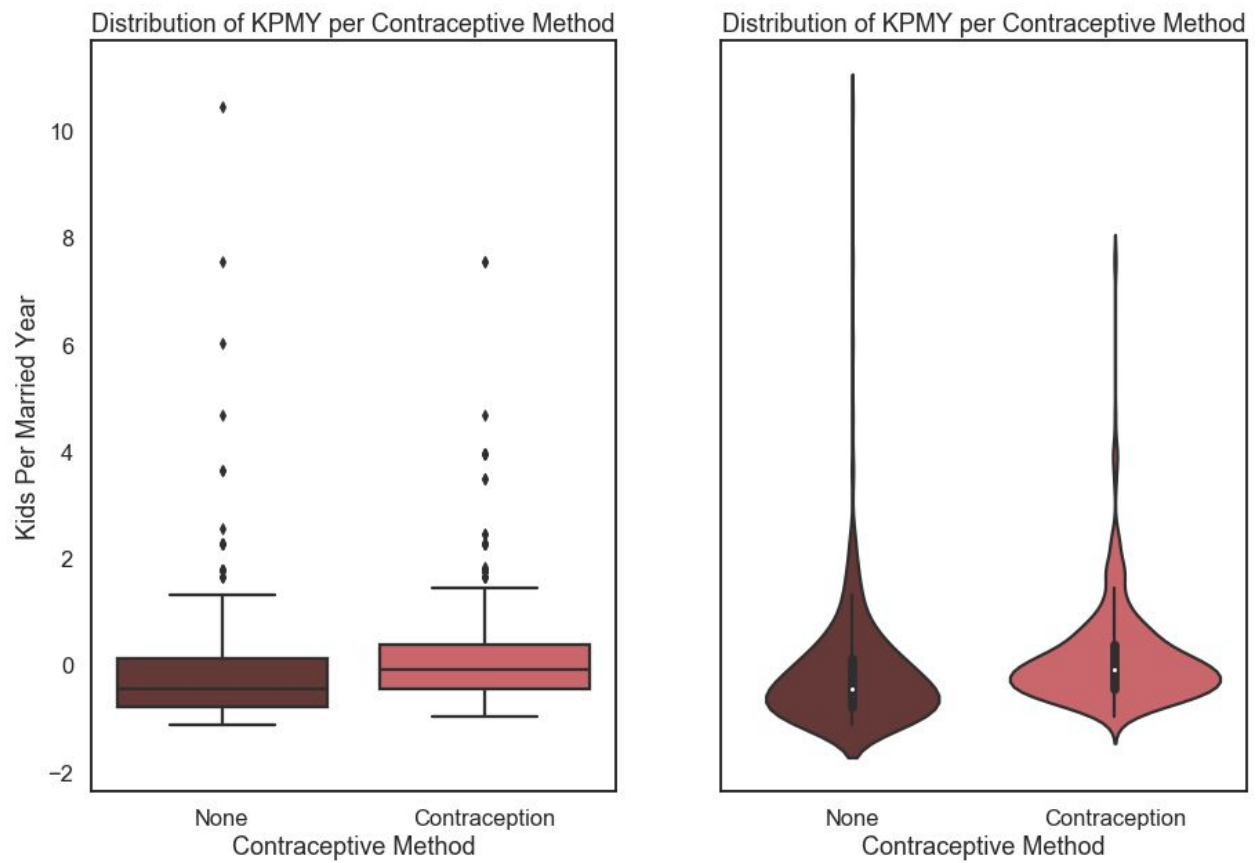 Distribution of KPMY per Contraceptive Method
Kids Per Married Year
10
8
6
4
2
0
−2
None
Contraception
Contraceptive Method
Distribution of KPMY per Contraceptive Method
None
Contraception
Contraceptive Method